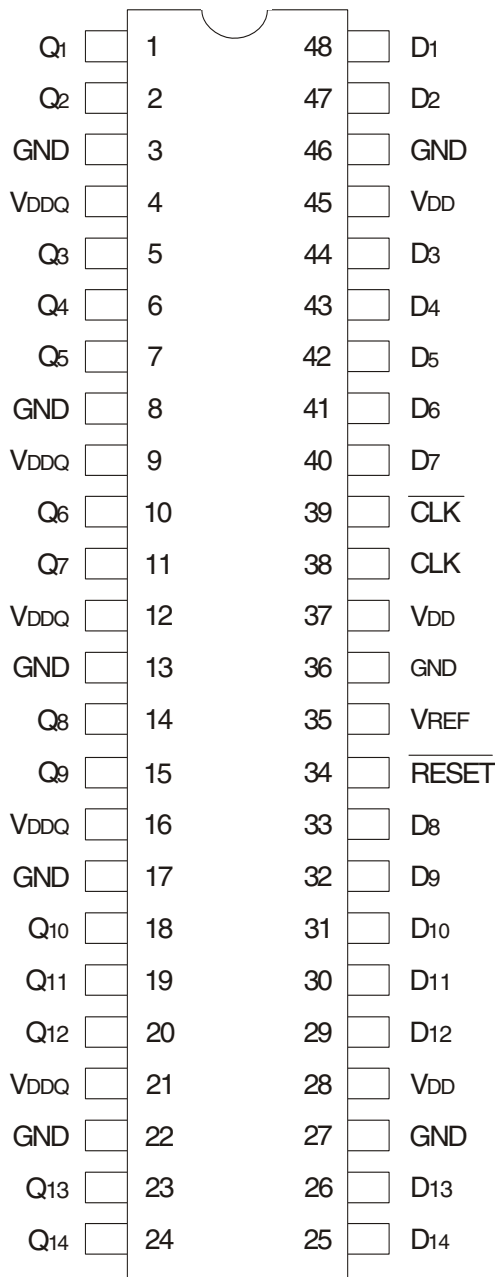 Q1 1 48 D1
Q2 2 47 D2
GND 3 46 GND
VDDQ 4 45 VDD
Q3 5 44 D3
Q4 6 43 D4
Q5 7 42 D5
GND 8 41 D6
VDDQ 9 40 D7
Q6 10 39 CLK
Q7 11 38 CLK
VDDQ 12 37 VDD
GND 13 36 GND
Q8 14 35 VREF
Q9 15 34 RESET
VDDQ 16 33 D8
GND 17 32 D9
Q10 18 31 D10
Q11 19 30 D11
Q12 20 29 D12
VDDQ 21 28 VDD
GND 22 27 GND
Q13 23 26 D13
Q14 24 25 D14